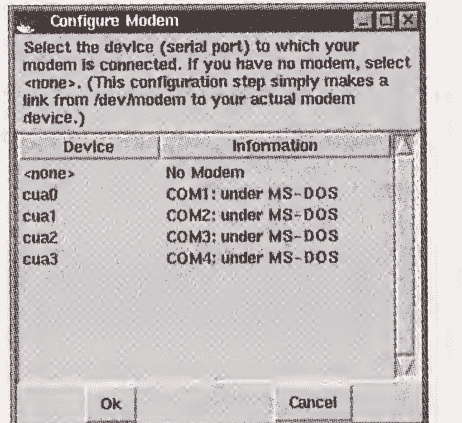 Configure Modem
Select the device (serial port) to which your
modem is connected. If you have no modem, select
<none>. (This configuration step simply makes a
link from /dev/modem to your actual modem
device.)
Device Information
<none> No Modem
cua0 COM1: under MS-DOS
cua1 COM2: under MS-DOS
cua2 COM3: under MS-DOS
cua3 COM4: under MS-DOS
Ok Cancel